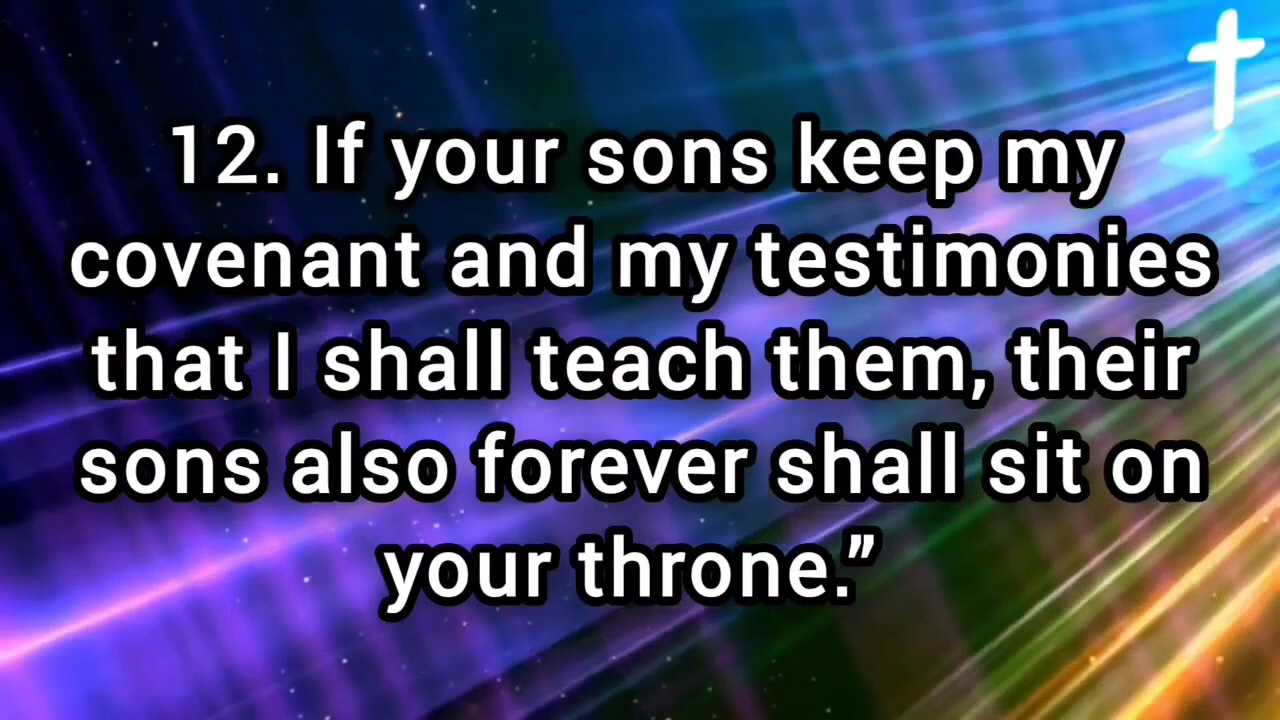 12. If your sons keep my
covenant and my testimonies
that I shall teach them, their
sons also forever shall sit on
your throne.”